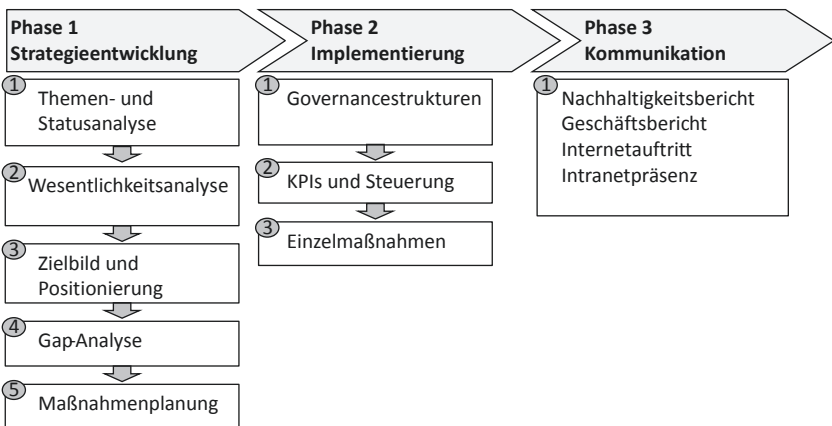 Phase 1
Strategieentwicklung
1
Themen- und
Statusanalyse
2
Wesentlichkeitsanalyse
3
Zielbild und
Positionierung
4
Gap-Analyse
5
Maßnahmenplanung
Phase 2
Implementierung
1
Governancestrukturen
2
KPIs und Steuerung
3
Einzelmaßnahmen
Phase 3
Kommunikation
1
Nachhaltigkeitsbericht
Geschäftsbericht
Internetauftritt
Intranetpräsenz